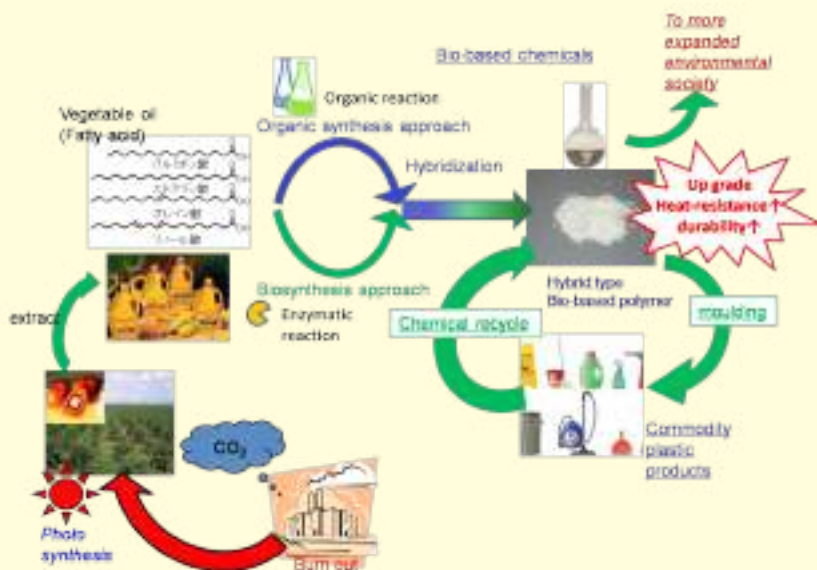 To more
expanded
environmental
society
Bio-based chemicals
Organic reaction
Vegetable oil
(Fatty acid)
Organic synthesis approach
Hybridization
Up grade
Heat-resistance↑
durability↑
Biosynthesis approach
Enzymatic
reaction
Hybrid type
Bio-based polymer
extract
Chemical recycle
moulding
CO2
Commodity
plastic
products
Photo
synthesis
Burn out